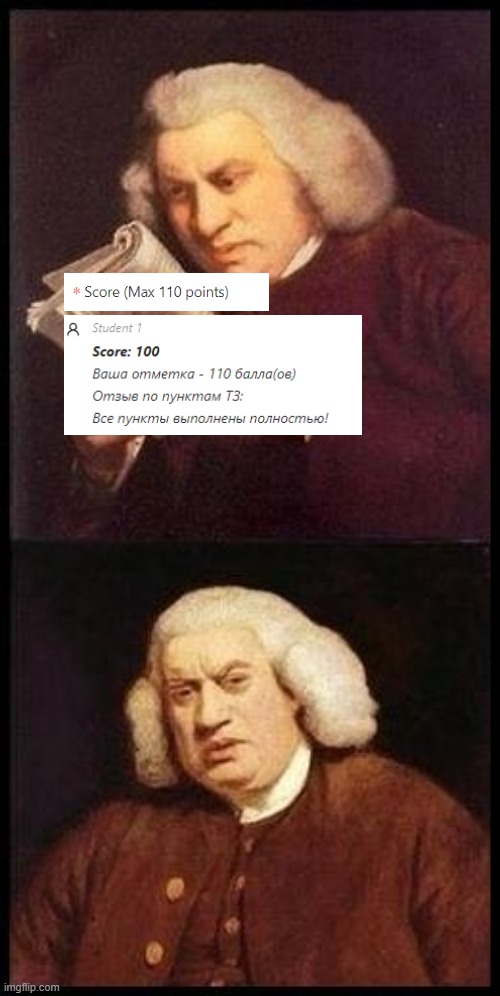 * Score (Max 110 points)
Student 1
Score: 100
Ваша отметка - 110 балла(ов)
Отзыв по пунктам ТЗ:
Все пункты выполнены полностью!
imgflip.com